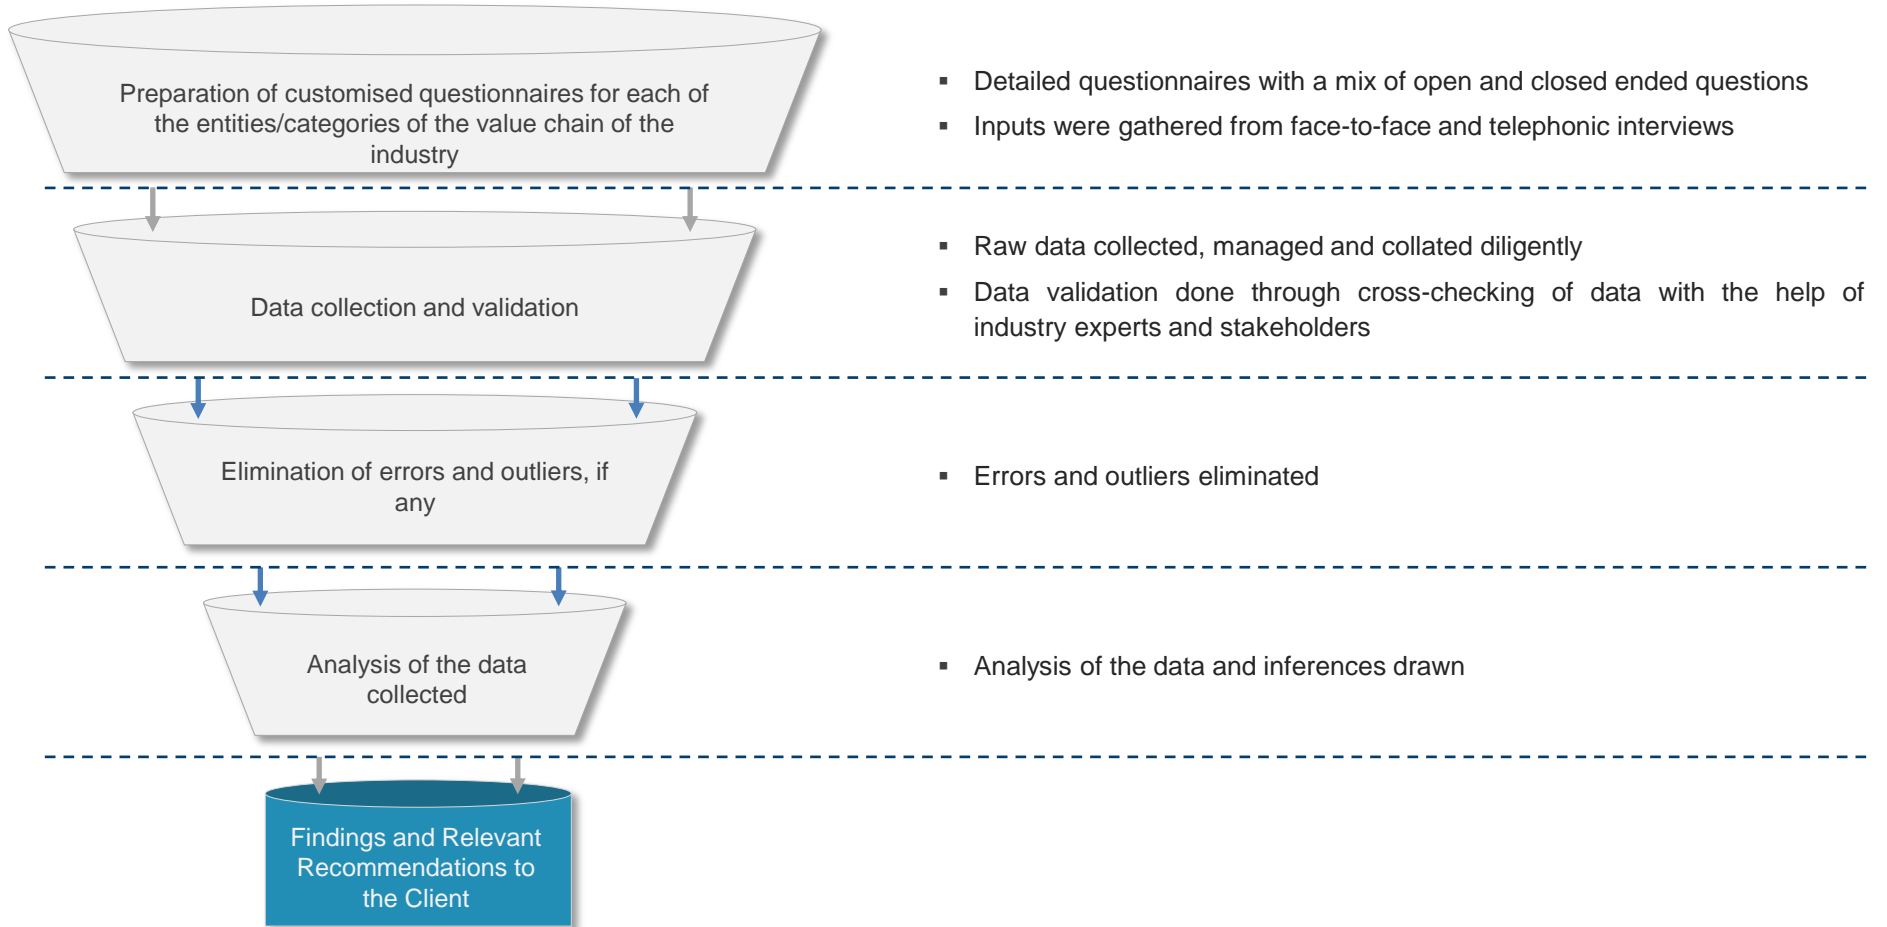 Preparation of customised questionnaires for each of
the entities/categories of the value chain of the
industry
▪ Detailed questionnaires with a mix of open and closed ended questions
▪ Inputs were gathered from face-to-face and telephonic interviews
Data collection and validation
▪ Raw data collected, managed and collated diligently
▪ Data validation done through cross-checking of data with the help of
industry experts and stakeholders
Elimination of errors and outliers, if
any
▪ Errors and outliers eliminated
Analysis of the data
collected
▪ Analysis of the data and inferences drawn
Findings and Relevant
Recommendations to
the Client